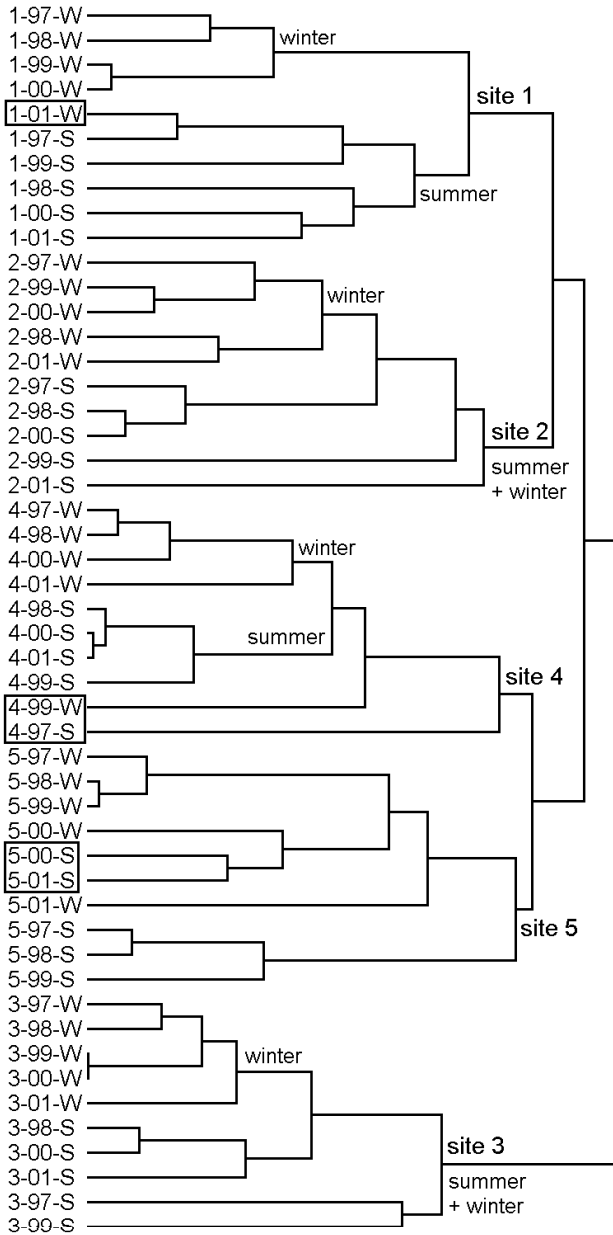 1-97-W
1-98-W
winter
1-99-W
1-00-W
site 1
1-01-W
1-97-S
1-99-S
1-98-S
summer
1-00-S
1-01-S
2-97-W
2-99-W
winter
2-00-W
2-98-W
2-01-W
2-97-S
2-98-S
2-00-S
site 2
2-99-S
summer
2-01-S
+ winter
4-97-W
4-98-W
winter
4-00-W
4-01-W
4-98-S
4-00-S
summer
4-01-S
4-99-S
site 4
4-99-W
4-97-S
5-97-W
5-98-W
5-99-W
5-00-W
5-00-S
5-01-S
5-01-W
5-97-S
site 5
5-98-S
5-99-S
3-97-W
3-98-W
3-99-W
winter
3-00-W
3-01-W
3-98-S
3-00-S
site 3
3-01-S
summer
3-97-S
+ winter
3-99-S